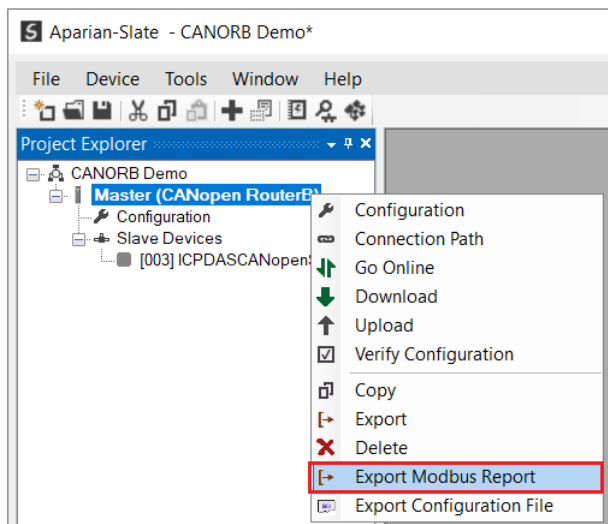 S Aparian-Slate - CANORB Demo*
File Device Tools Window Help
Project Explorer
CANORB Demo
Master (CANopen RouterB)
Configuration
Slave Devices
[003] ICPDASCANopenS
Configuration
Connection Path
Go Online
Download
Upload
Verify Configuration
Copy
Export
Delete
Export Modbus Report
Export Configuration File